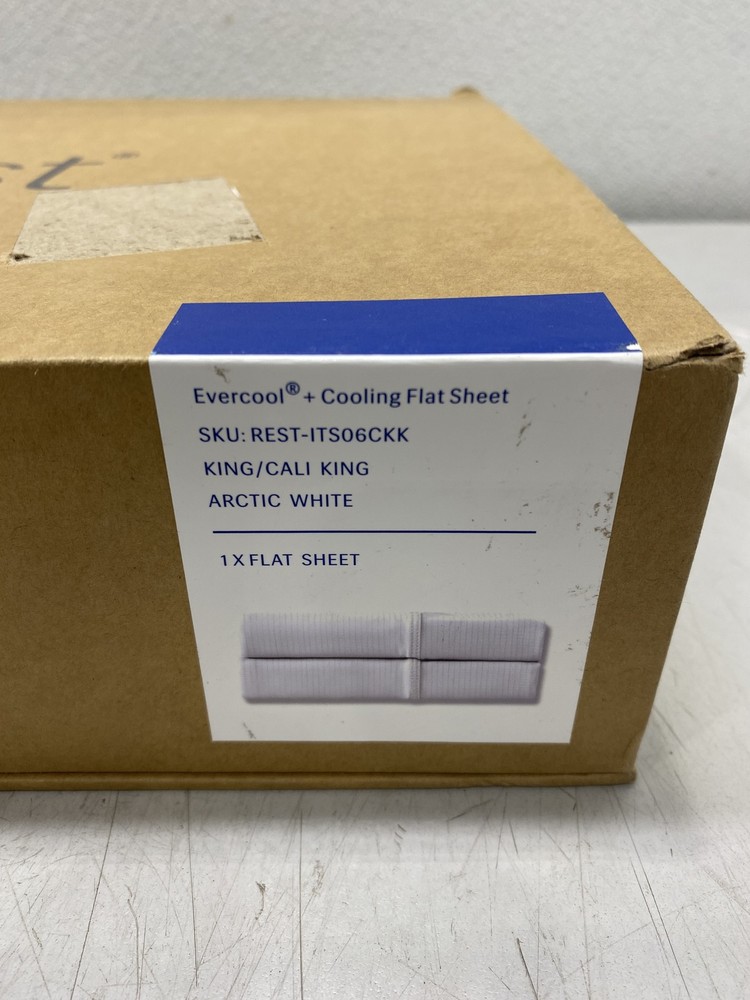 Evercool® + Cooling Flat Sheet
SKU: REST-ITS06CKK
KING/CALI KING
ARCTIC WHITE
1 X FLAT SHEET